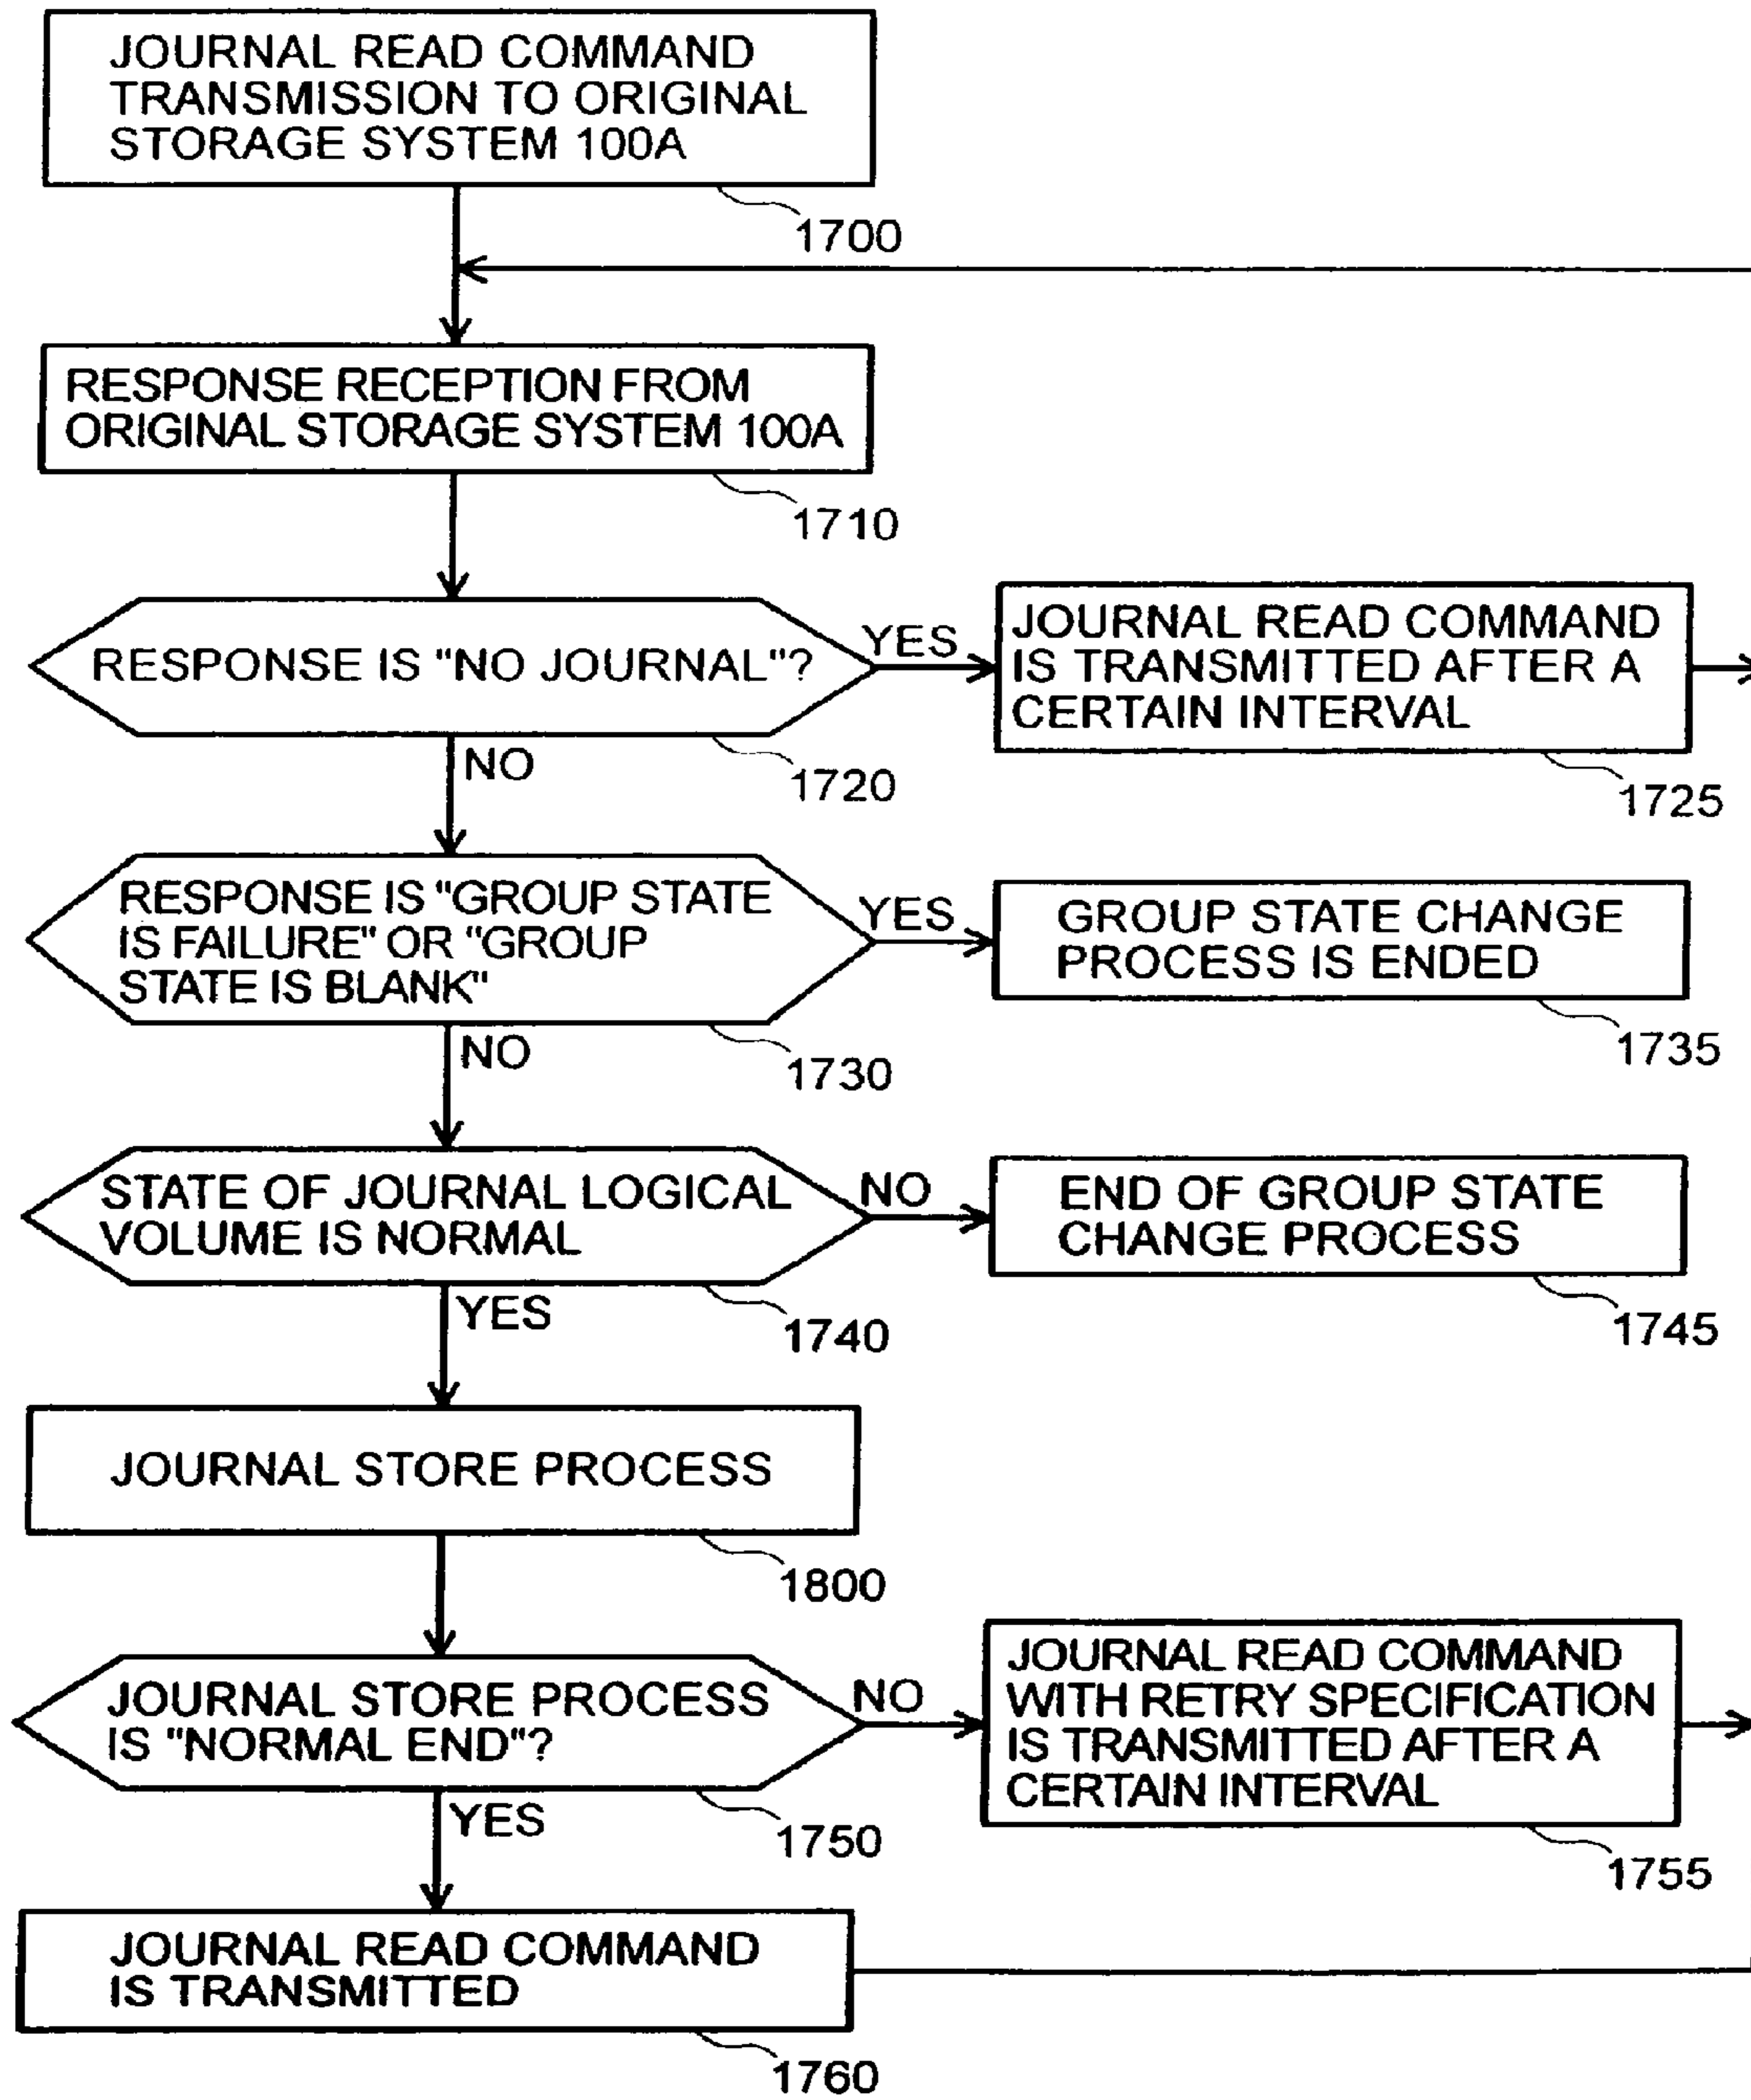 JOURNAL READ COMMAND
TRANSMISSION TO ORIGINAL
STORAGE SYSTEM 100A
1700
RESPONSE RECEPTION FROM
ORIGINAL STORAGE SYSTEM 100A
1710
RESPONSE IS "NO JOURNAL"?
YES
JOURNAL READ COMMAND
IS TRANSMITTED AFTER A
CERTAIN INTERVAL
NO
1720
1725
RESPONSE IS "GROUP STATE
IS FAILURE" OR "GROUP
STATE IS BLANK"
YES
GROUP STATE CHANGE
PROCESS IS ENDED
NO
1730
1735
STATE OF JOURNAL LOGICAL
VOLUME IS NORMAL
NO
END OF GROUP STATE
CHANGE PROCESS
YES
1740
1745
JOURNAL STORE PROCESS
1800
JOURNAL STORE PROCESS
IS "NORMAL END"?
NO
JOURNAL READ COMMAND
WITH RETRY SPECIFICATION
IS TRANSMITTED AFTER A
CERTAIN INTERVAL
YES
1750
1755
JOURNAL READ COMMAND
IS TRANSMITTED
1760